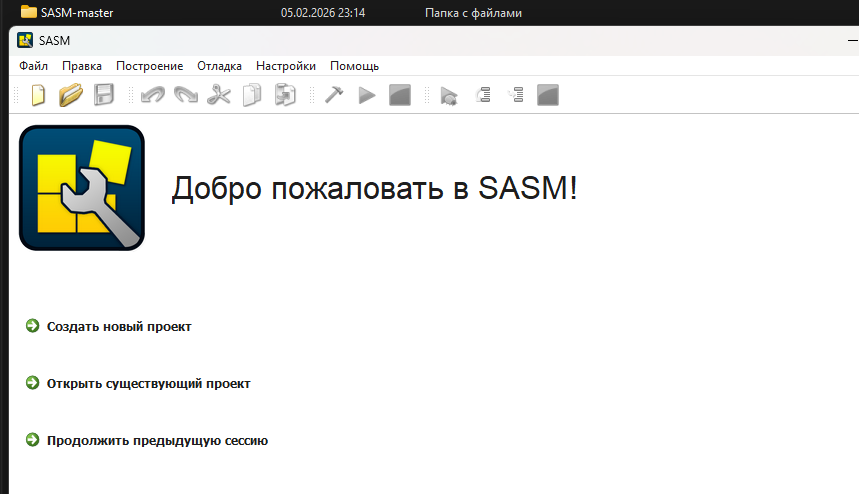 SASM-master 05.02.2026 23:14 Папка с файлами
SASM
Файл Правка Построение Отладка Настройки Помощь
Добро пожаловать в SASM!
Создать новый проект
Открыть существующий проект
Продолжить предыдущую сессию